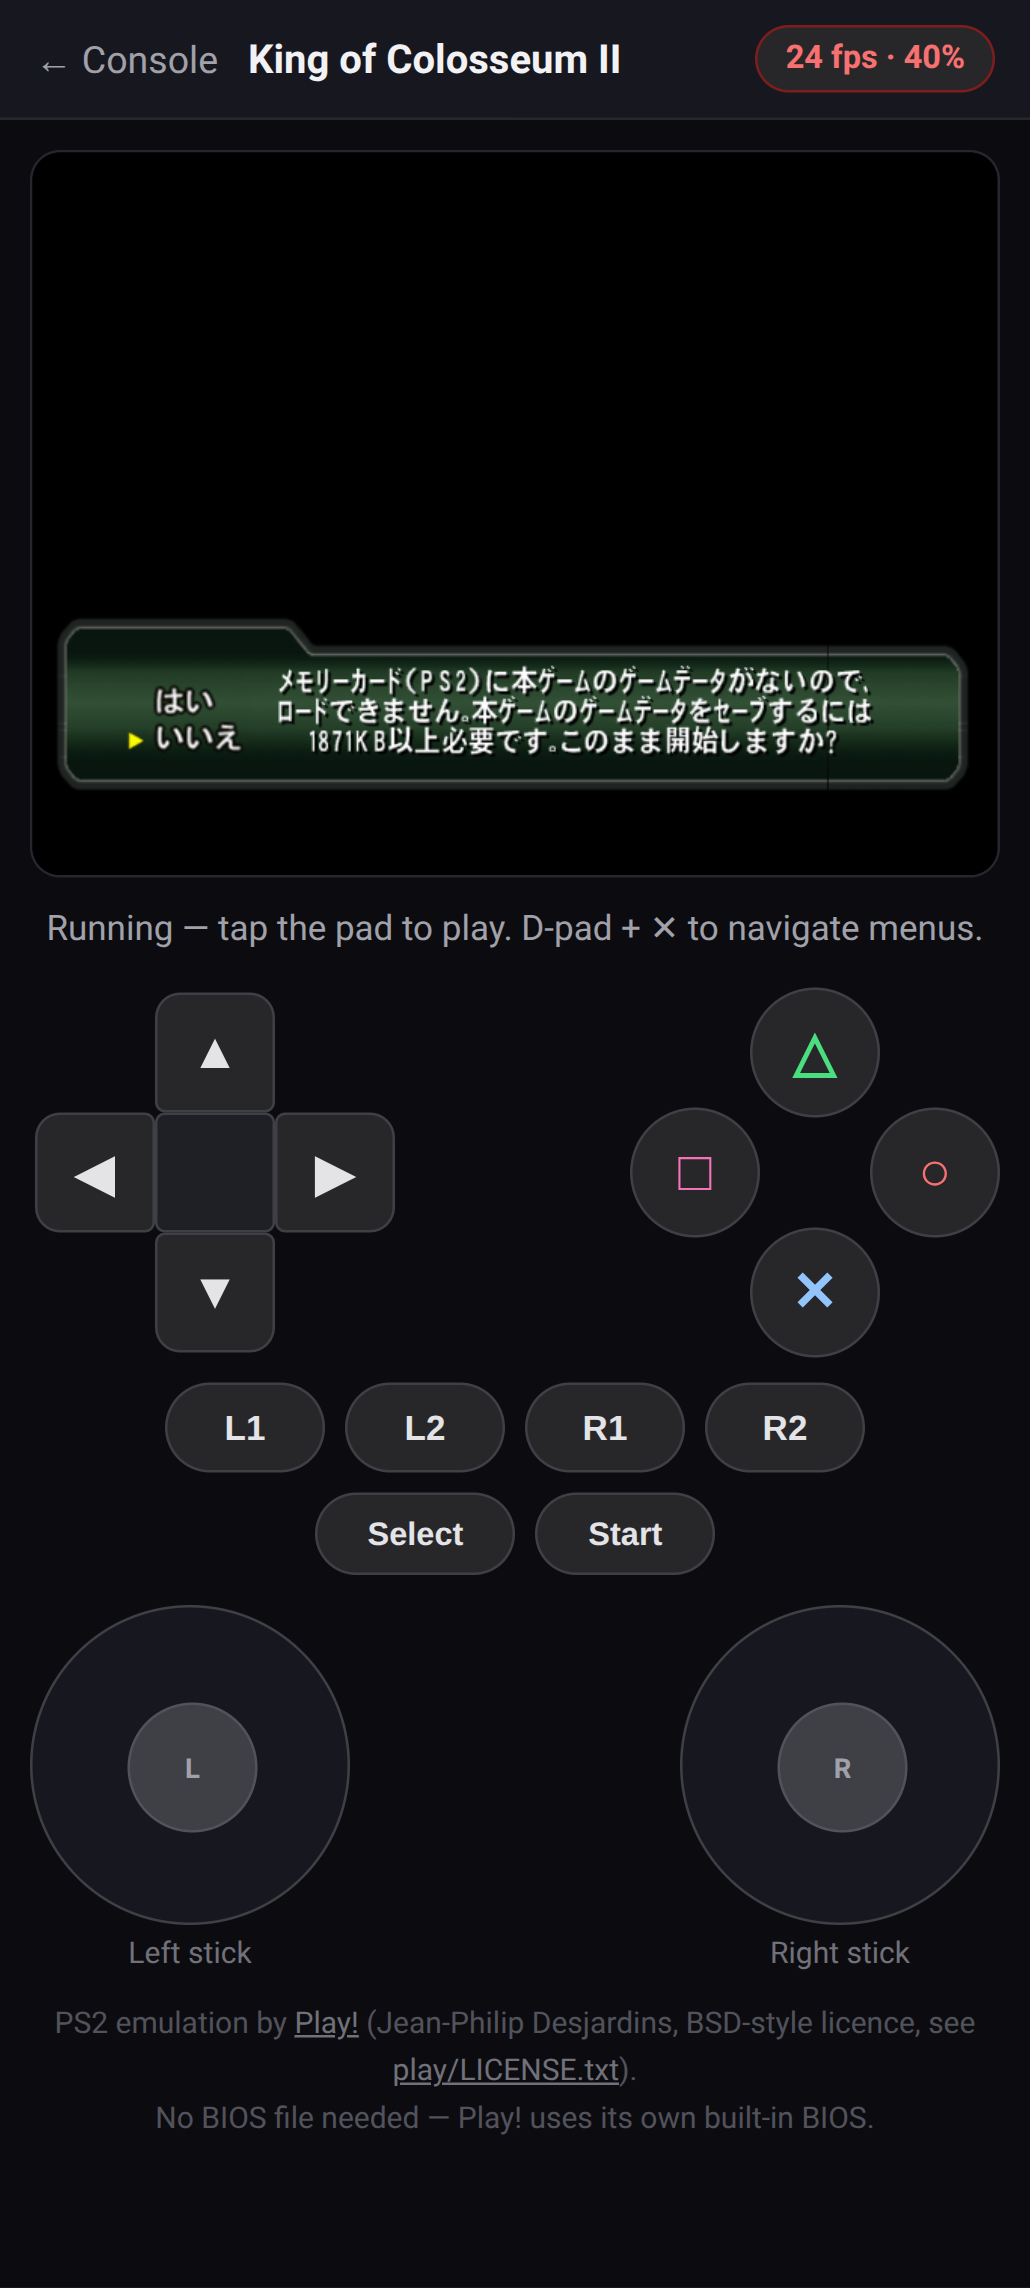 ← Console King of Colosseum II 24 fps · 40%
メモリーカード(PS2)に本ゲームのゲームデータがないので、
ロードできません。本ゲームのゲームデータをセーブするには
1871KB以上必要です。このまま開始しますか?
はい
▶ いいえ
Running — tap the pad to play. D-pad + ✕ to navigate menus.
▲
◀ ▶
▼
△
□ ○
✕
L1 L2 R1 R2
Select Start
L R
Left stick Right stick
PS2 emulation by Play! (Jean-Philip Desjardins, BSD-style licence, see
play/LICENSE.txt).
No BIOS file needed — Play! uses its own built-in BIOS.